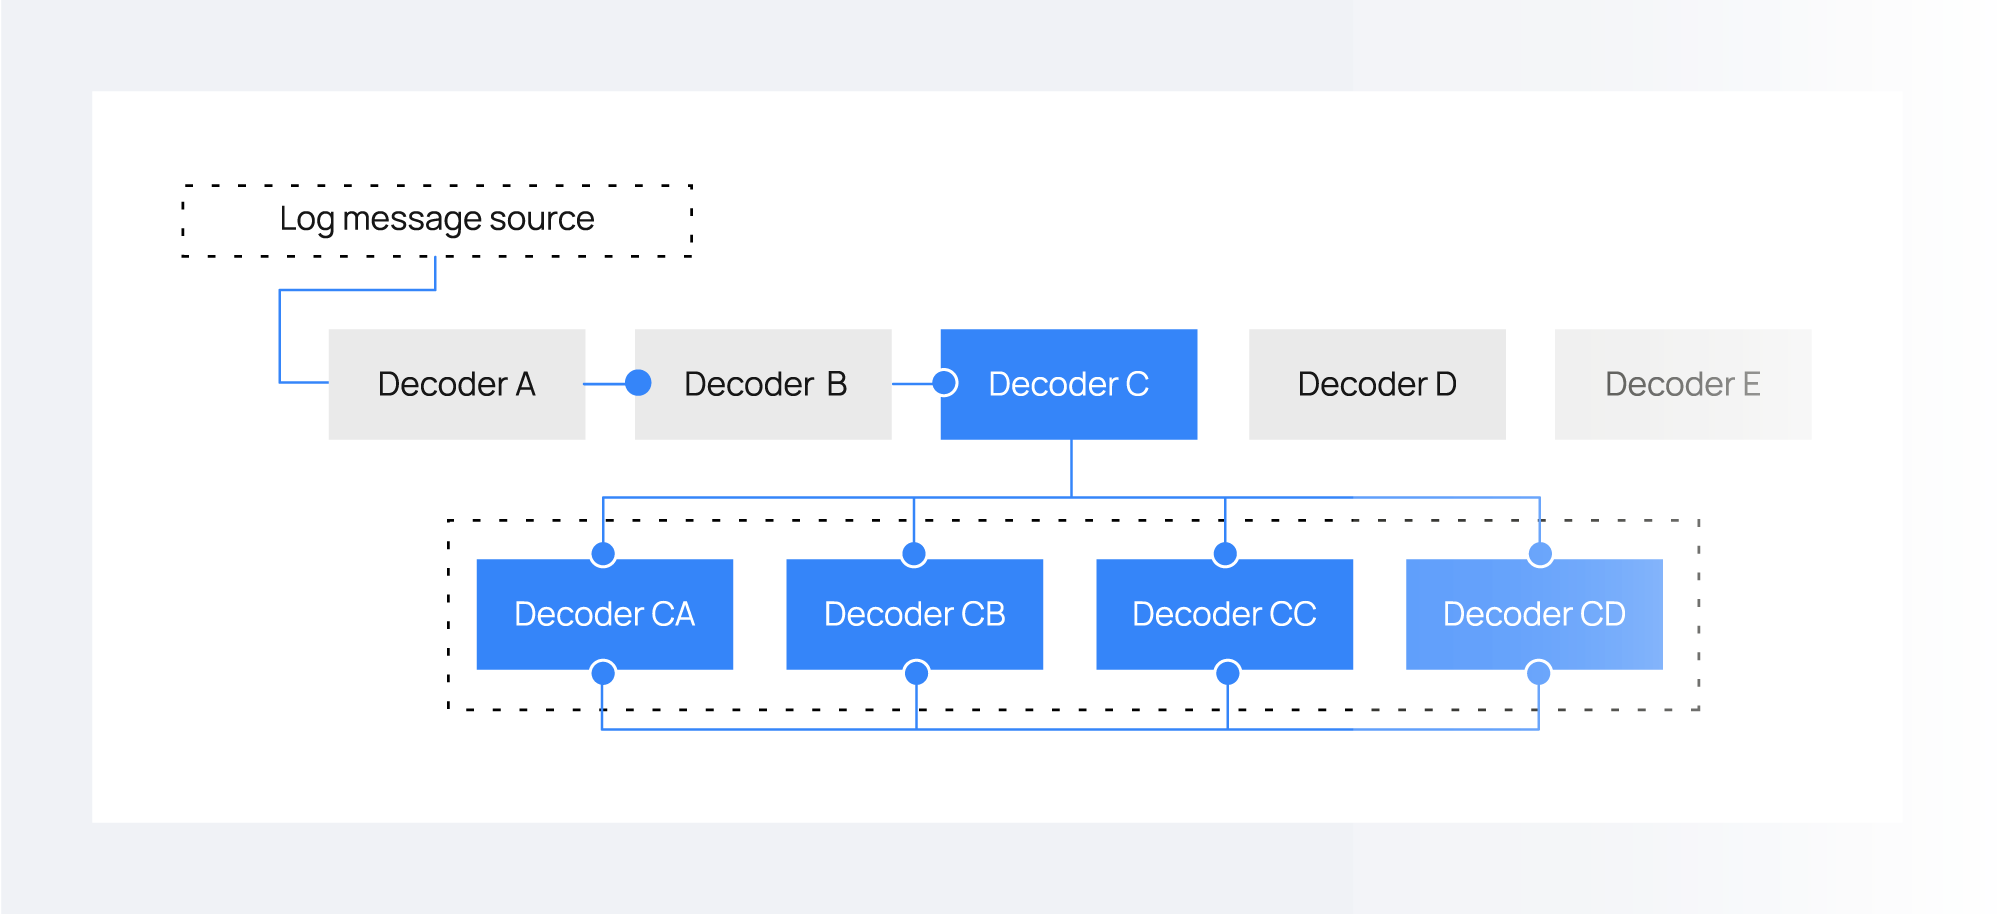 Log message source
Decoder A
Decoder B
Decoder C
Decoder D
Decoder E
Decoder CA
Decoder CB
Decoder CC
Decoder CD